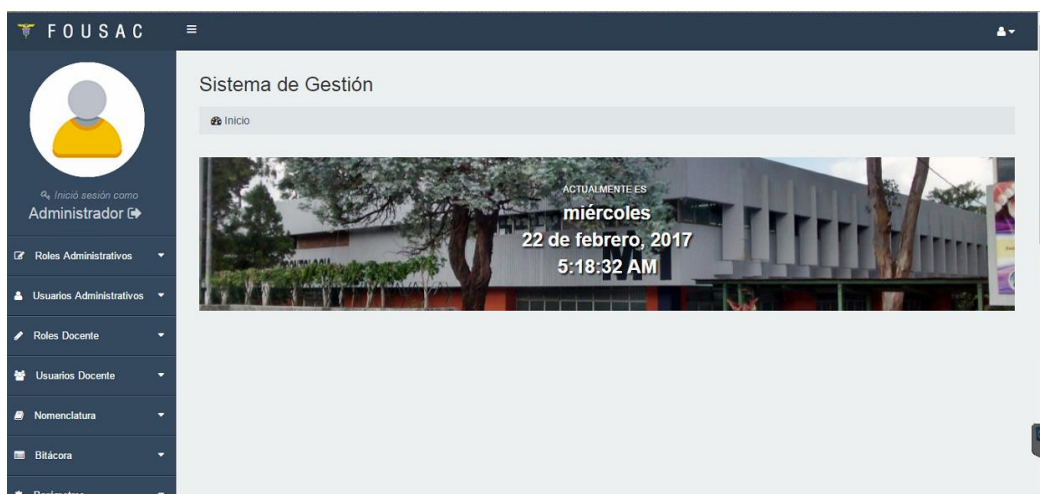 FOUSAC
Sistema de Gestión
Inicio
Inició sesión como
Administrador
Roles Administrativos
Usuarios Administrativos
Roles Docente
Usuarios Docente
Nomenclatura
Bitácora
ACTUALMENTE ES
miércoles
22 de febrero, 2017
5:18:32 AM